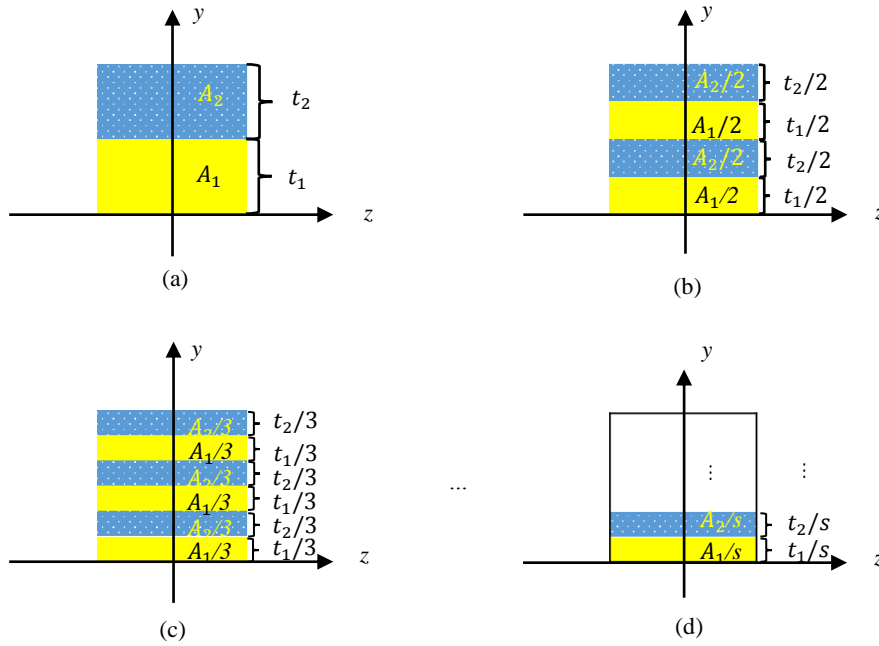 y
A₂
t₂
A₁
t₁
z
(a)
y
A₂/2
t₂/2
A₁/2
t₁/2
A₂/2
t₂/2
A₁/2
t₁/2
z
(b)
y
A₂/3
t₂/3
A₁/3
t₁/3
A₂/3
t₂/3
A₁/3
t₁/3
A₂/3
t₂/3
A₁/3
t₁/3
z
(c)
...
y
⋮
⋮
A₂/s
t₂/s
A₁/s
t₁/s
z
(d)